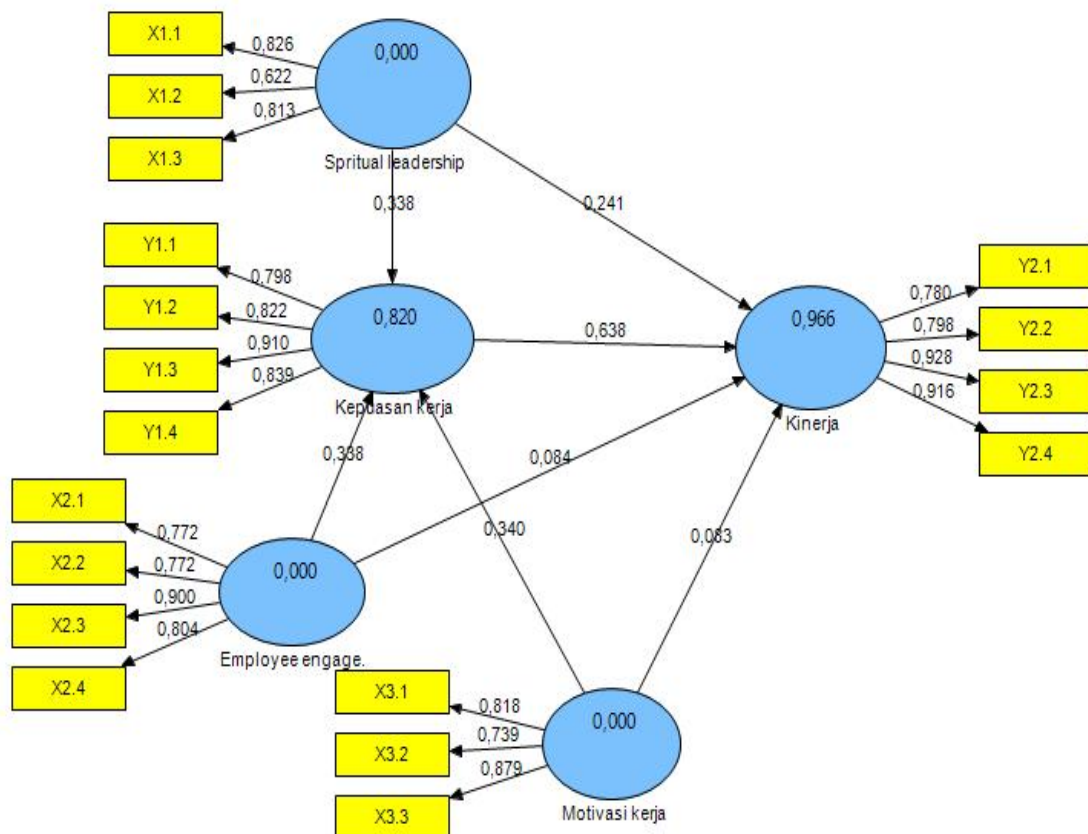 X1.1
0,826
0,000
X1.2
0,622
X1.3
0,813
Spritual leadership
0,338
0,241
Y1.1
0,798
Y1.2
0,822
0,820
Y1.3
0,910
Y1.4
0,839
Kepuasan kerja
0,638
0,966
Kinerja
Y2.1
0,780
Y2.2
0,798
Y2.3
0,928
Y2.4
0,916
0,338
0,084
0,340
0,083
X2.1
0,772
X2.2
0,772
0,000
X2.3
0,900
X2.4
0,804
Employee engage.
X3.1
0,818
0,000
X3.2
0,739
X3.3
0,879
Motivasi kerja